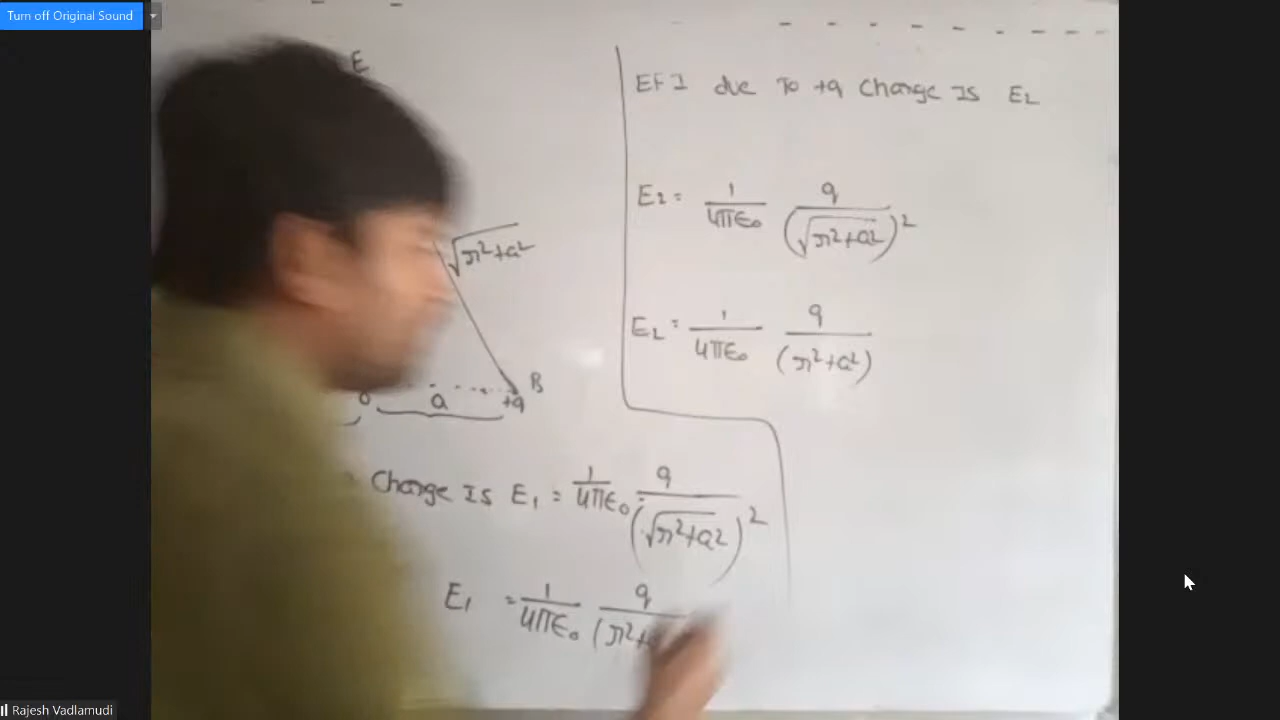 Turn off Original Sound
E
√r²+a²
B
a
+q
Charge Is E₁ = 1/4πε₀ q/(√r²+a²)²
E₁ = 1/4πε₀ q/(r²+
EFI due To +q Charge Is E₂
E₂ = 1/4πε₀ q/(√r²+a²)²
E₂ = 1/4πε₀ q/(r²+a²)
Rajesh Vadlamudi